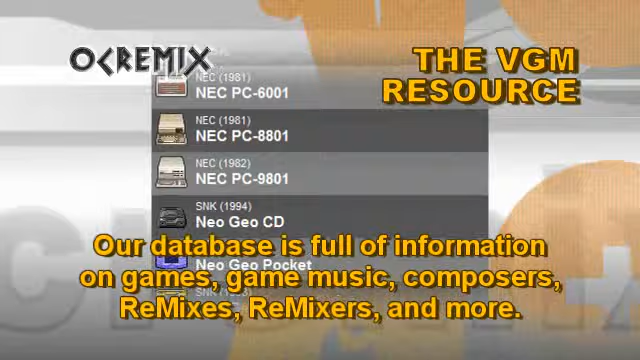 OCREMIX
THE VGM
RESOURCE
NEC (1981)
NEC PC-6001
NEC (1981)
NEC PC-8801
NEC (1982)
NEC PC-9801
SNK (1994)
Neo Geo CD
Neo Geo Pocket
Our database is full of information
on games, game music, composers,
ReMixes, ReMixers, and more.